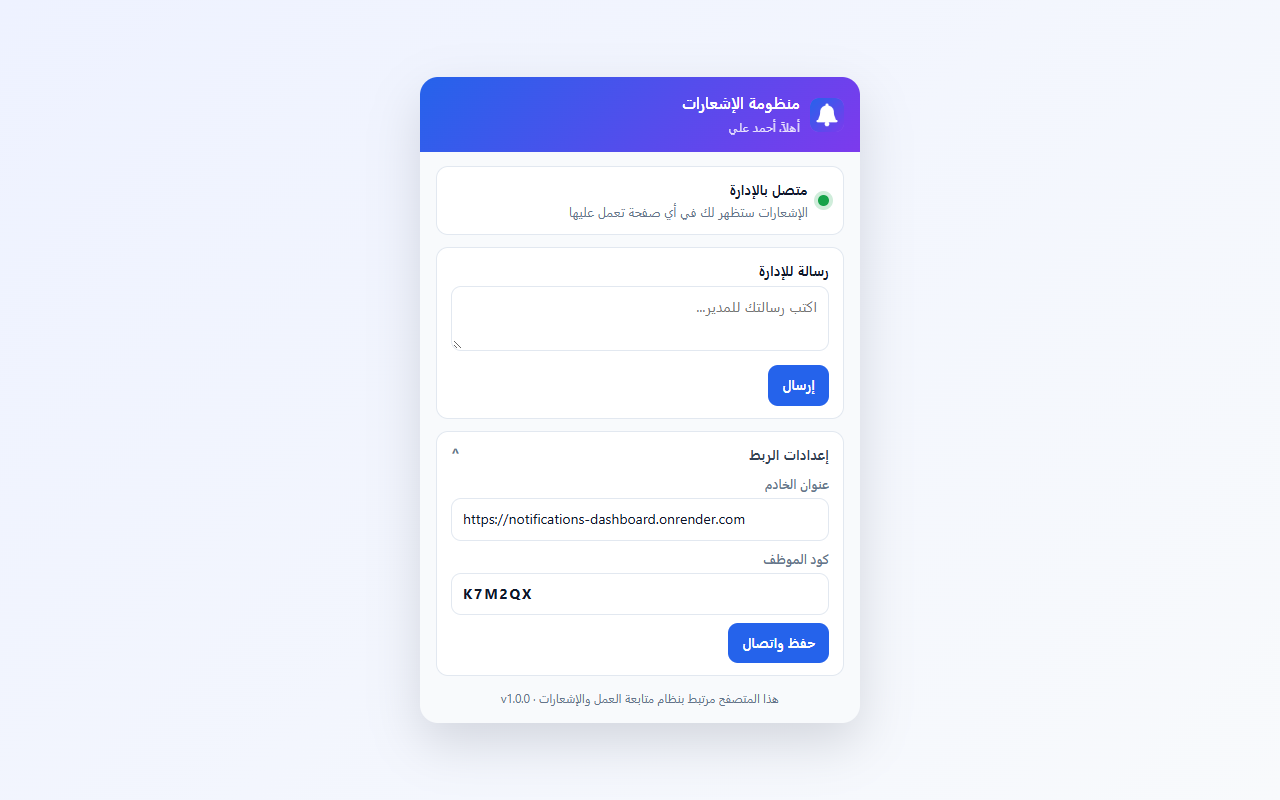 منظومة الإشعارات
أهلاً، أحمد علي
متصل بالإدارة
الإشعارات ستظهر لك في أي صفحة تعمل عليها
رسالة للإدارة
اكتب رسالتك للمدير...
إرسال
إعدادات الربط ^
عنوان الخادم
https://notifications-dashboard.onrender.com
كود الموظف
K7M2QX
حفظ واتصال
هذا المتصفح مرتبط بنظام متابعة العمل والإشعارات · v1.0.0